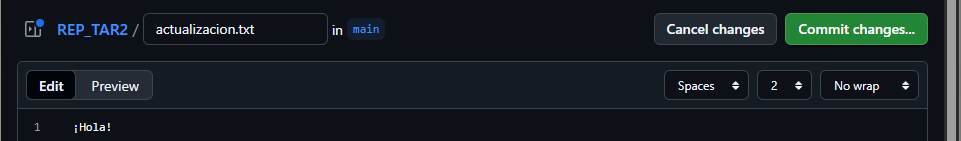 REP_TAR2 / actualizacion.txt in main Cancel changes Commit changes...
Edit Preview Spaces 2 No wrap
1 ¡Hola!